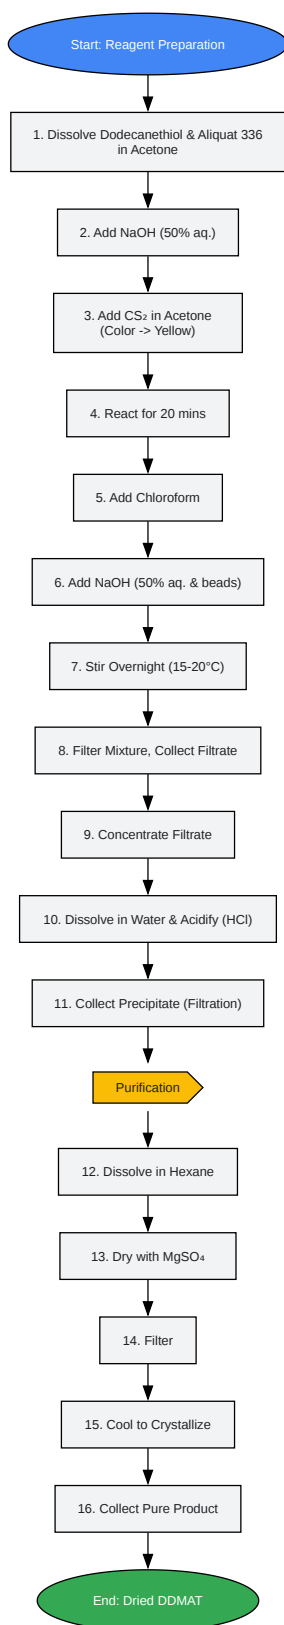 Start: Reagent Preparation
1. Dissolve Dodecanethiol & Aliquat 336
in Acetone
2. Add NaOH (50% aq.)
3. Add CS₂ in Acetone
(Color -> Yellow)
4. React for 20 mins
5. Add Chloroform
6. Add NaOH (50% aq. & beads)
7. Stir Overnight (15-20°C)
8. Filter Mixture, Collect Filtrate
9. Concentrate Filtrate
10. Dissolve in Water & Acidify (HCl)
11. Collect Precipitate (Filtration)
Purification
12. Dissolve in Hexane
13. Dry with MgSO₄
14. Filter
15. Cool to Crystallize
16. Collect Pure Product
End: Dried DDMAT